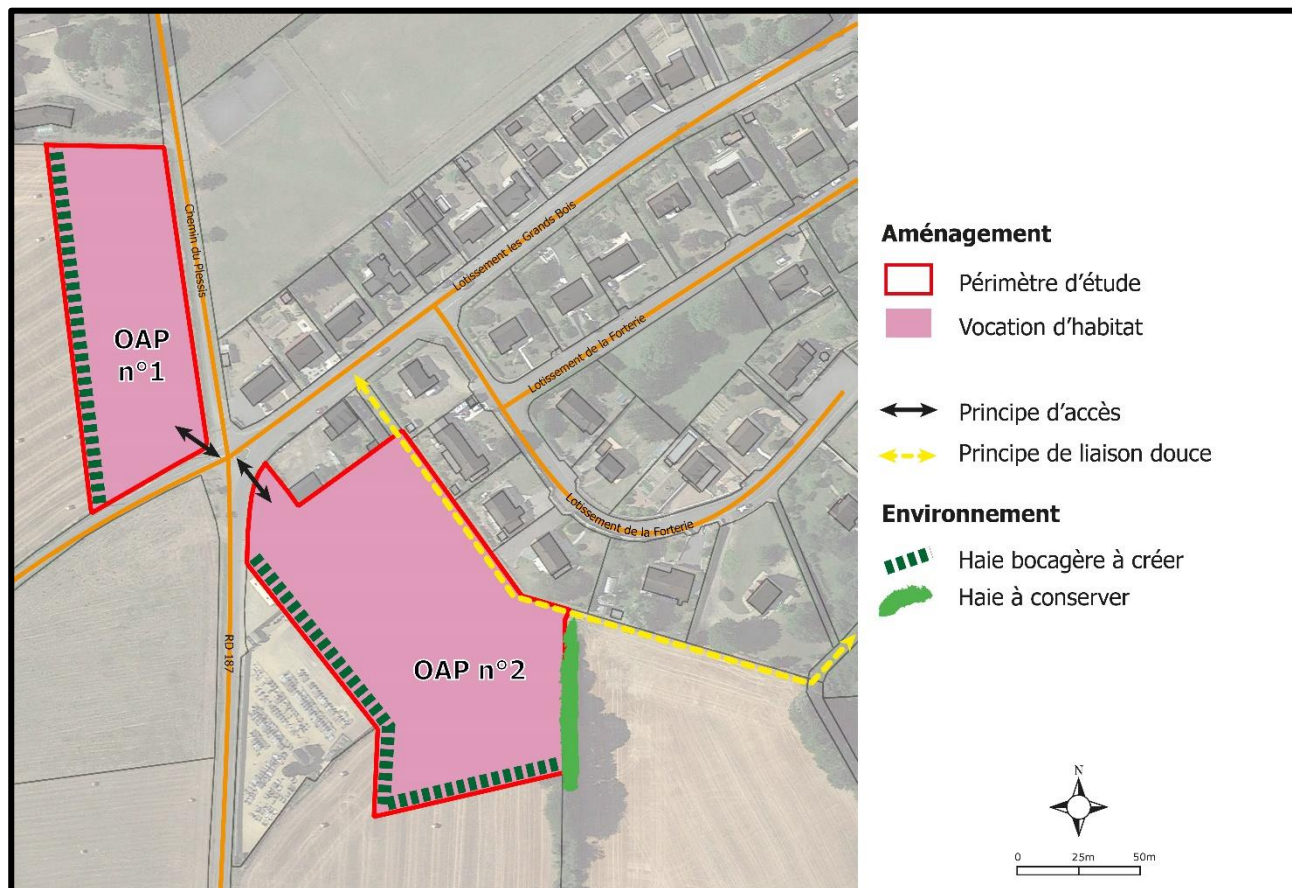 Chemin du Plessis
OAP
n°1
Lotissement les Grands Bois
Lotissement de la Forterie
Lotissement de la Forterie
RD 187
OAP n°2
Aménagement
Périmètre d'étude
Vocation d'habitat
Principe d'accès
Principe de liaison douce
Environnement
Haie bocagère à créer
Haie à conserver
N
0 25m 50m